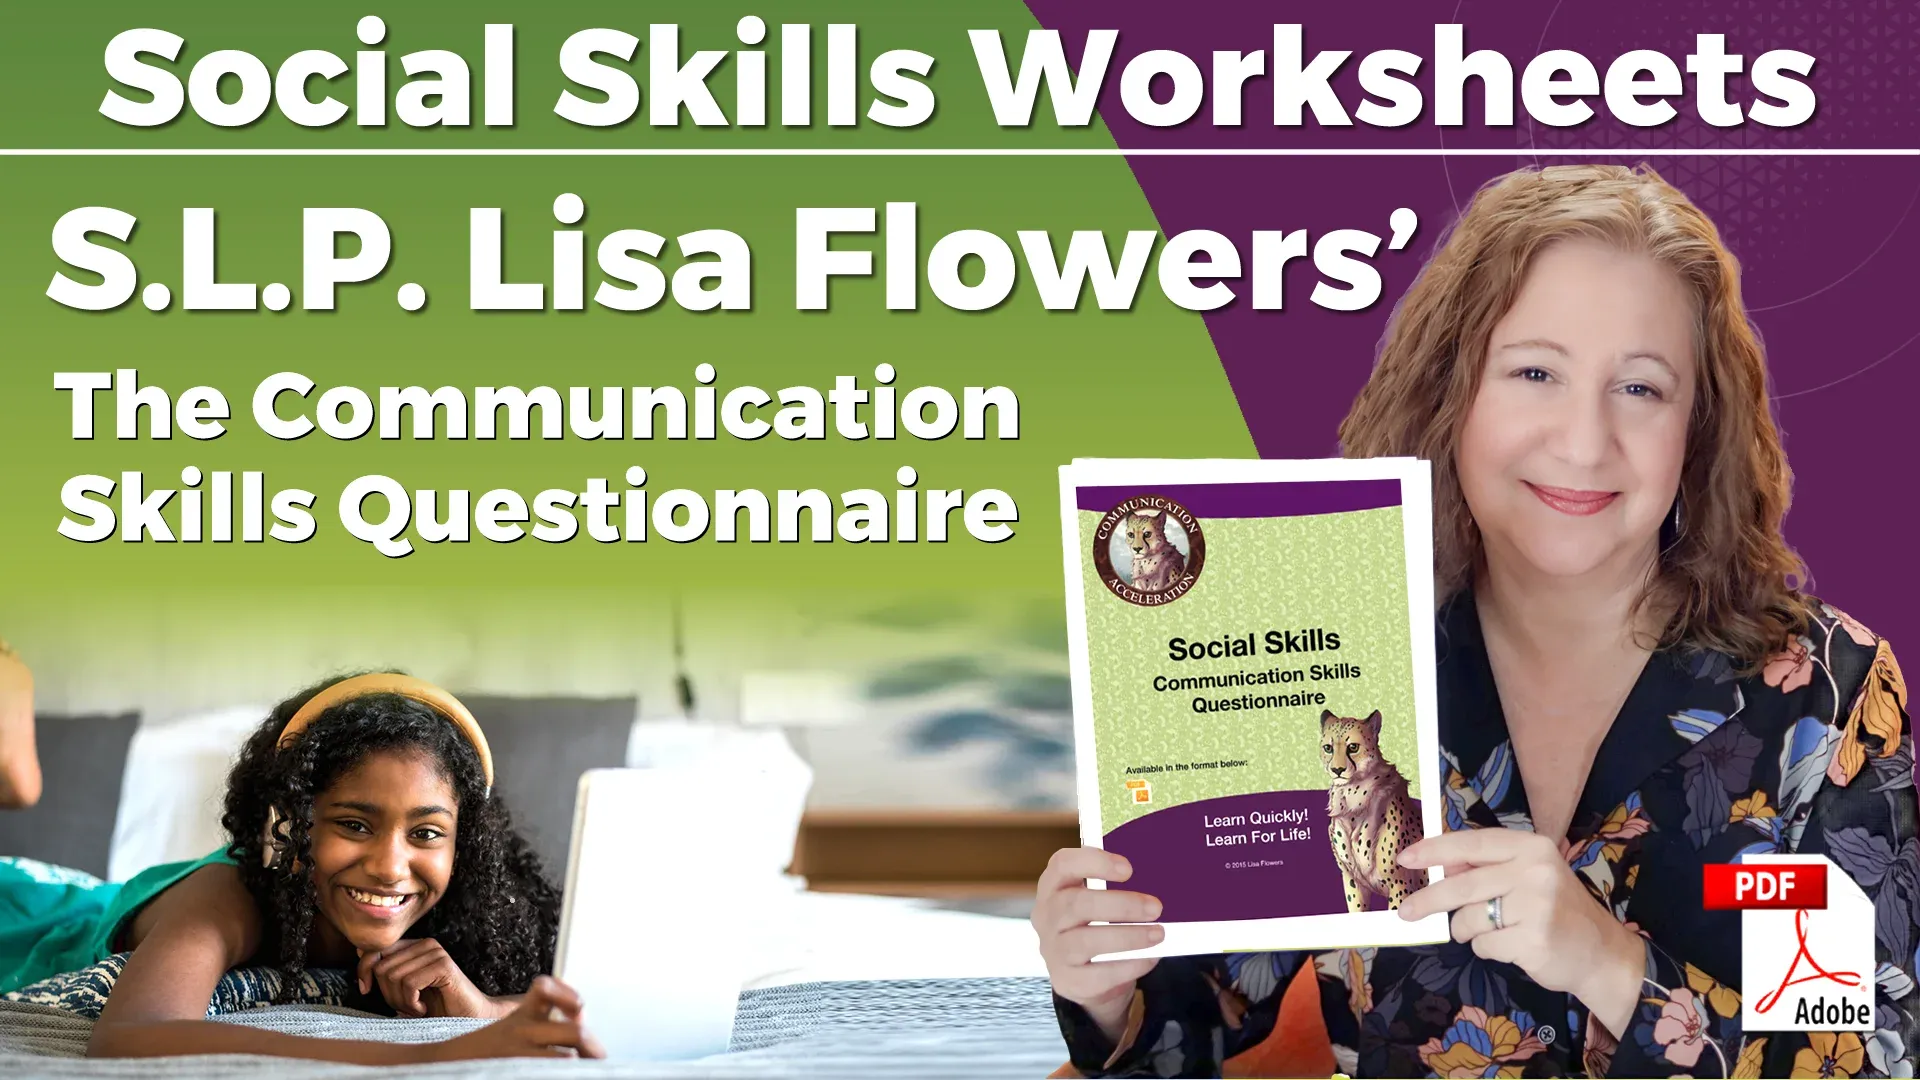 Social Skills Worksheets
S.L.P. Lisa Flowers’
The Communication
Skills Questionnaire
COMMUNICATION
ACCELERATION
Social Skills
Communication Skills
Questionnaire
Available in the format below:
Learn Quickly!
Learn For Life!
© 2015 Lisa Flowers
PDF
Adobe